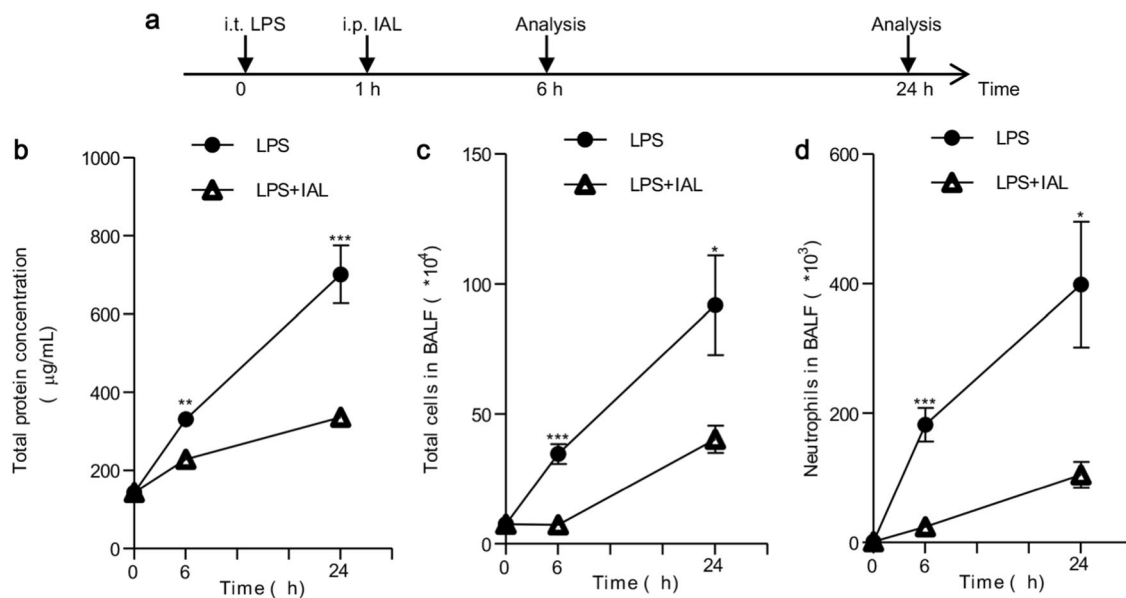 a
i.t. LPS
i.p. IAL
Analysis
Analysis
0
1 h
6 h
24 h
Time
b
LPS
LPS+IAL
1000
800
600
400
200
0
Total protein concentration
( μg/mL)
**
***
0
6
24
Time ( h)
c
LPS
LPS+IAL
150
100
50
0
Total cells in BALF ( *10⁴)
***
*
0
6
24
Time ( h)
d
LPS
LPS+IAL
600
400
200
0
Neutrophils in BALF ( *10³)
***
*
0
6
24
Time ( h)